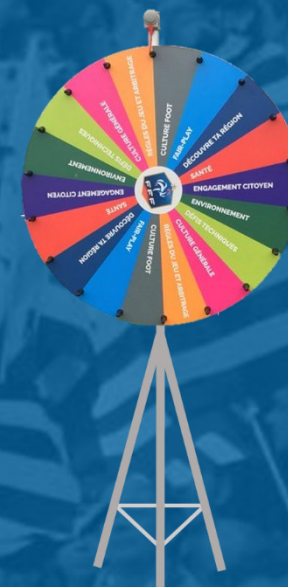 CULTURE FOOT
FAIR-PLAY
DÉCOUVRE TA RÉGION
SANTÉ
ENGAGEMENT CITOYEN
ENVIRONNEMENT
DÉFIS TECHNIQUES
CULTURE GÉNÉRALE
RÈGLES DU JEU ET ARBITRAGE
CULTURE FOOT
FAIR-PLAY
DÉCOUVRE TA RÉGION
SANTÉ
ENGAGEMENT CITOYEN
ENVIRONNEMENT
DÉFIS TECHNIQUES
CULTURE GÉNÉRALE
RÈGLES DU JEU ET ARBITRAGE
FFF